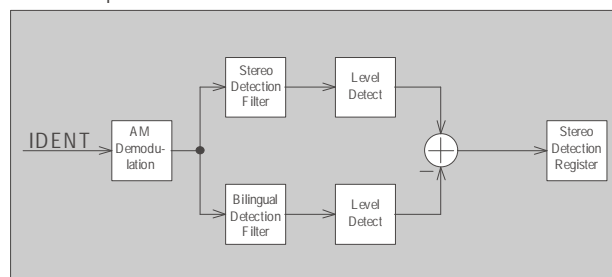 Stereo
Detection
Filter
Level
Detect
IDENT
AM
Demodu-
lation
Stereo
Detection
Register
Bilingual
Detection
Filter
Level
Detect